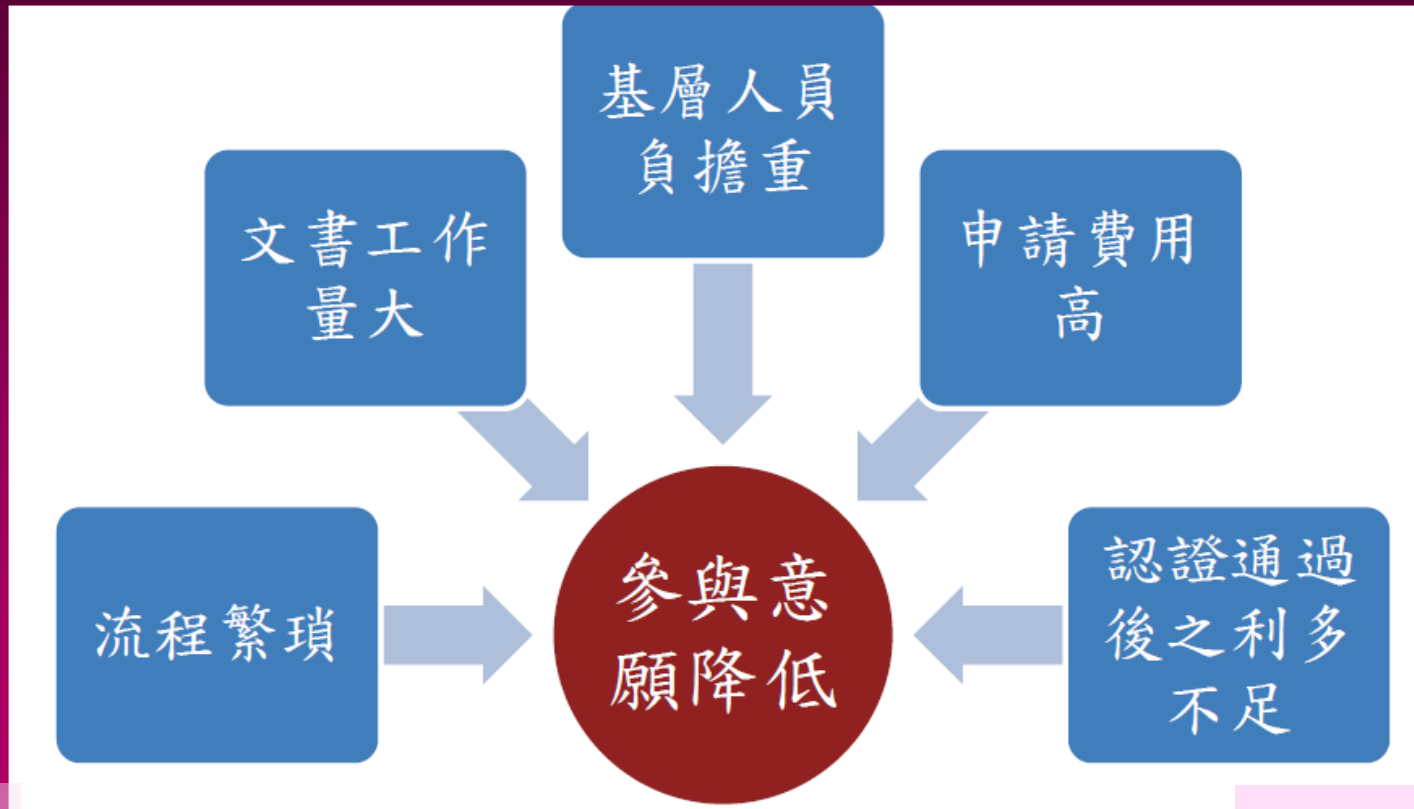 基層人員
負擔重
文書工作
量大
申請費用
高
流程繁瑣
參與意
願降低
認證通過
後之利多
不足